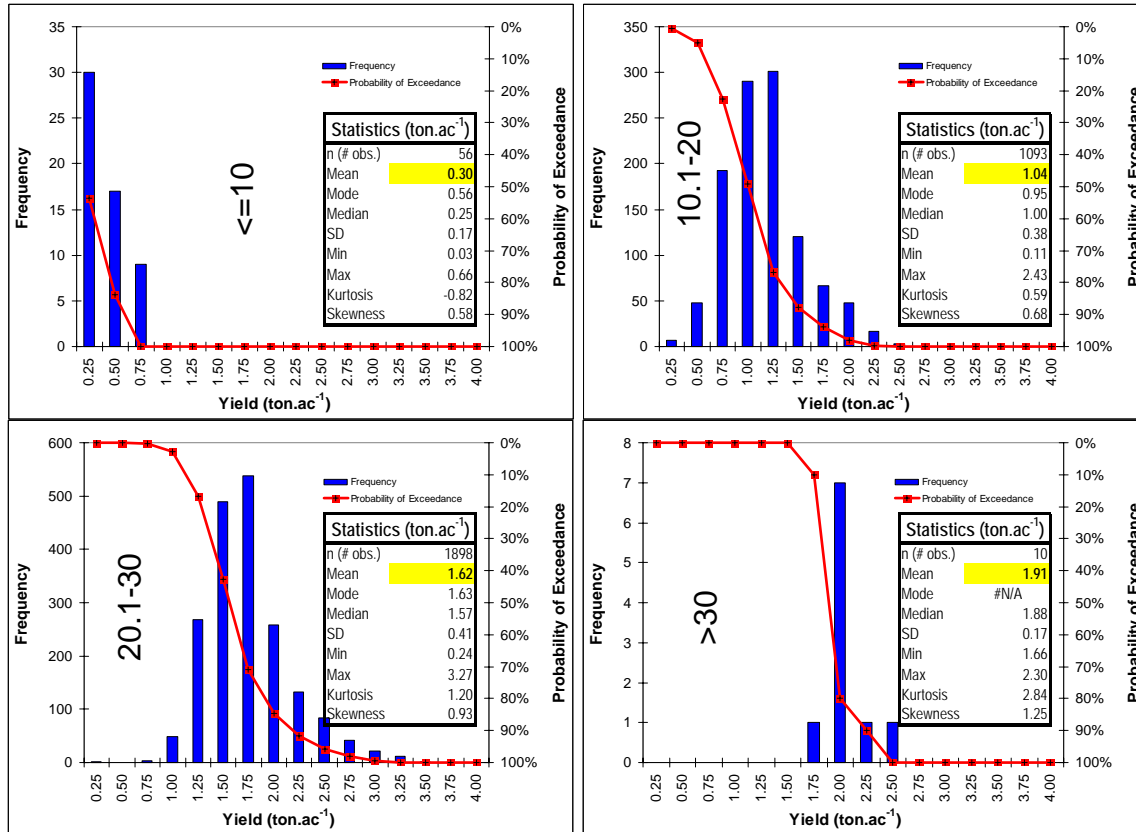 35
30
25
20
15
10
5
0
Frequency
0%
10%
20%
30%
40%
50%
60%
70%
80%
90%
100%
Probability of Exceedance
Frequency
Probability of Exceedance
<=10
Statistics (ton.ac-1)
n (# obs.) 56
Mean 0.30
Mode 0.56
Median 0.25
SD 0.17
Min 0.03
Max 0.66
Kurtosis -0.82
Skewness 0.58
0.25 0.50 0.75 1.00 1.25 1.50 1.75 2.00 2.25 2.50 2.75 3.00 3.25 3.50 3.75 4.00
Yield (ton.ac-1)
350
300
250
200
150
100
50
0
Frequency
0%
10%
20%
30%
40%
50%
60%
70%
80%
90%
100%
Probability of Exceedance
Frequency
Probability of Exceedance
10.1-20
Statistics (ton.ac-1)
n (# obs.) 1093
Mean 1.04
Mode 0.95
Median 1.00
SD 0.38
Min 0.11
Max 2.43
Kurtosis 0.59
Skewness 0.68
0.25 0.50 0.75 1.00 1.25 1.50 1.75 2.00 2.25 2.50 2.75 3.00 3.25 3.50 3.75 4.00
Yield (ton.ac-1)
600
500
400
300
200
100
0
Frequency
0%
10%
20%
30%
40%
50%
60%
70%
80%
90%
100%
Probability of Exceedance
Frequency
Probability of Exceedance
20.1-30
Statistics (ton.ac-1)
n (# obs.) 1898
Mean 1.62
Mode 1.63
Median 1.57
SD 0.41
Min 0.24
Max 3.27
Kurtosis 1.20
Skewness 0.93
0.25 0.50 0.75 1.00 1.25 1.50 1.75 2.00 2.25 2.50 2.75 3.00 3.25 3.50 3.75 4.00
Yield (ton.ac-1)
8
7
6
5
4
3
2
1
0
Frequency
0%
10%
20%
30%
40%
50%
60%
70%
80%
90%
100%
Probability of Exceedance
Frequency
Probability of Exceedance
>30
Statistics (ton.ac-1)
n (# obs.) 10
Mean 1.91
Mode #N/A
Median 1.88
SD 0.17
Min 1.66
Max 2.30
Kurtosis 2.84
Skewness 1.25
0.25 0.50 0.75 1.00 1.25 1.50 1.75 2.00 2.25 2.50 2.75 3.00 3.25 3.50 3.75 4.00
Yield (ton.ac-1)